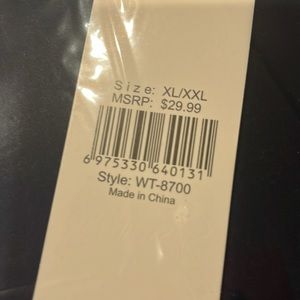 Size: XL/XXL
MSRP: $29.99
6 975330 640131
Style: WT-8700
Made in China